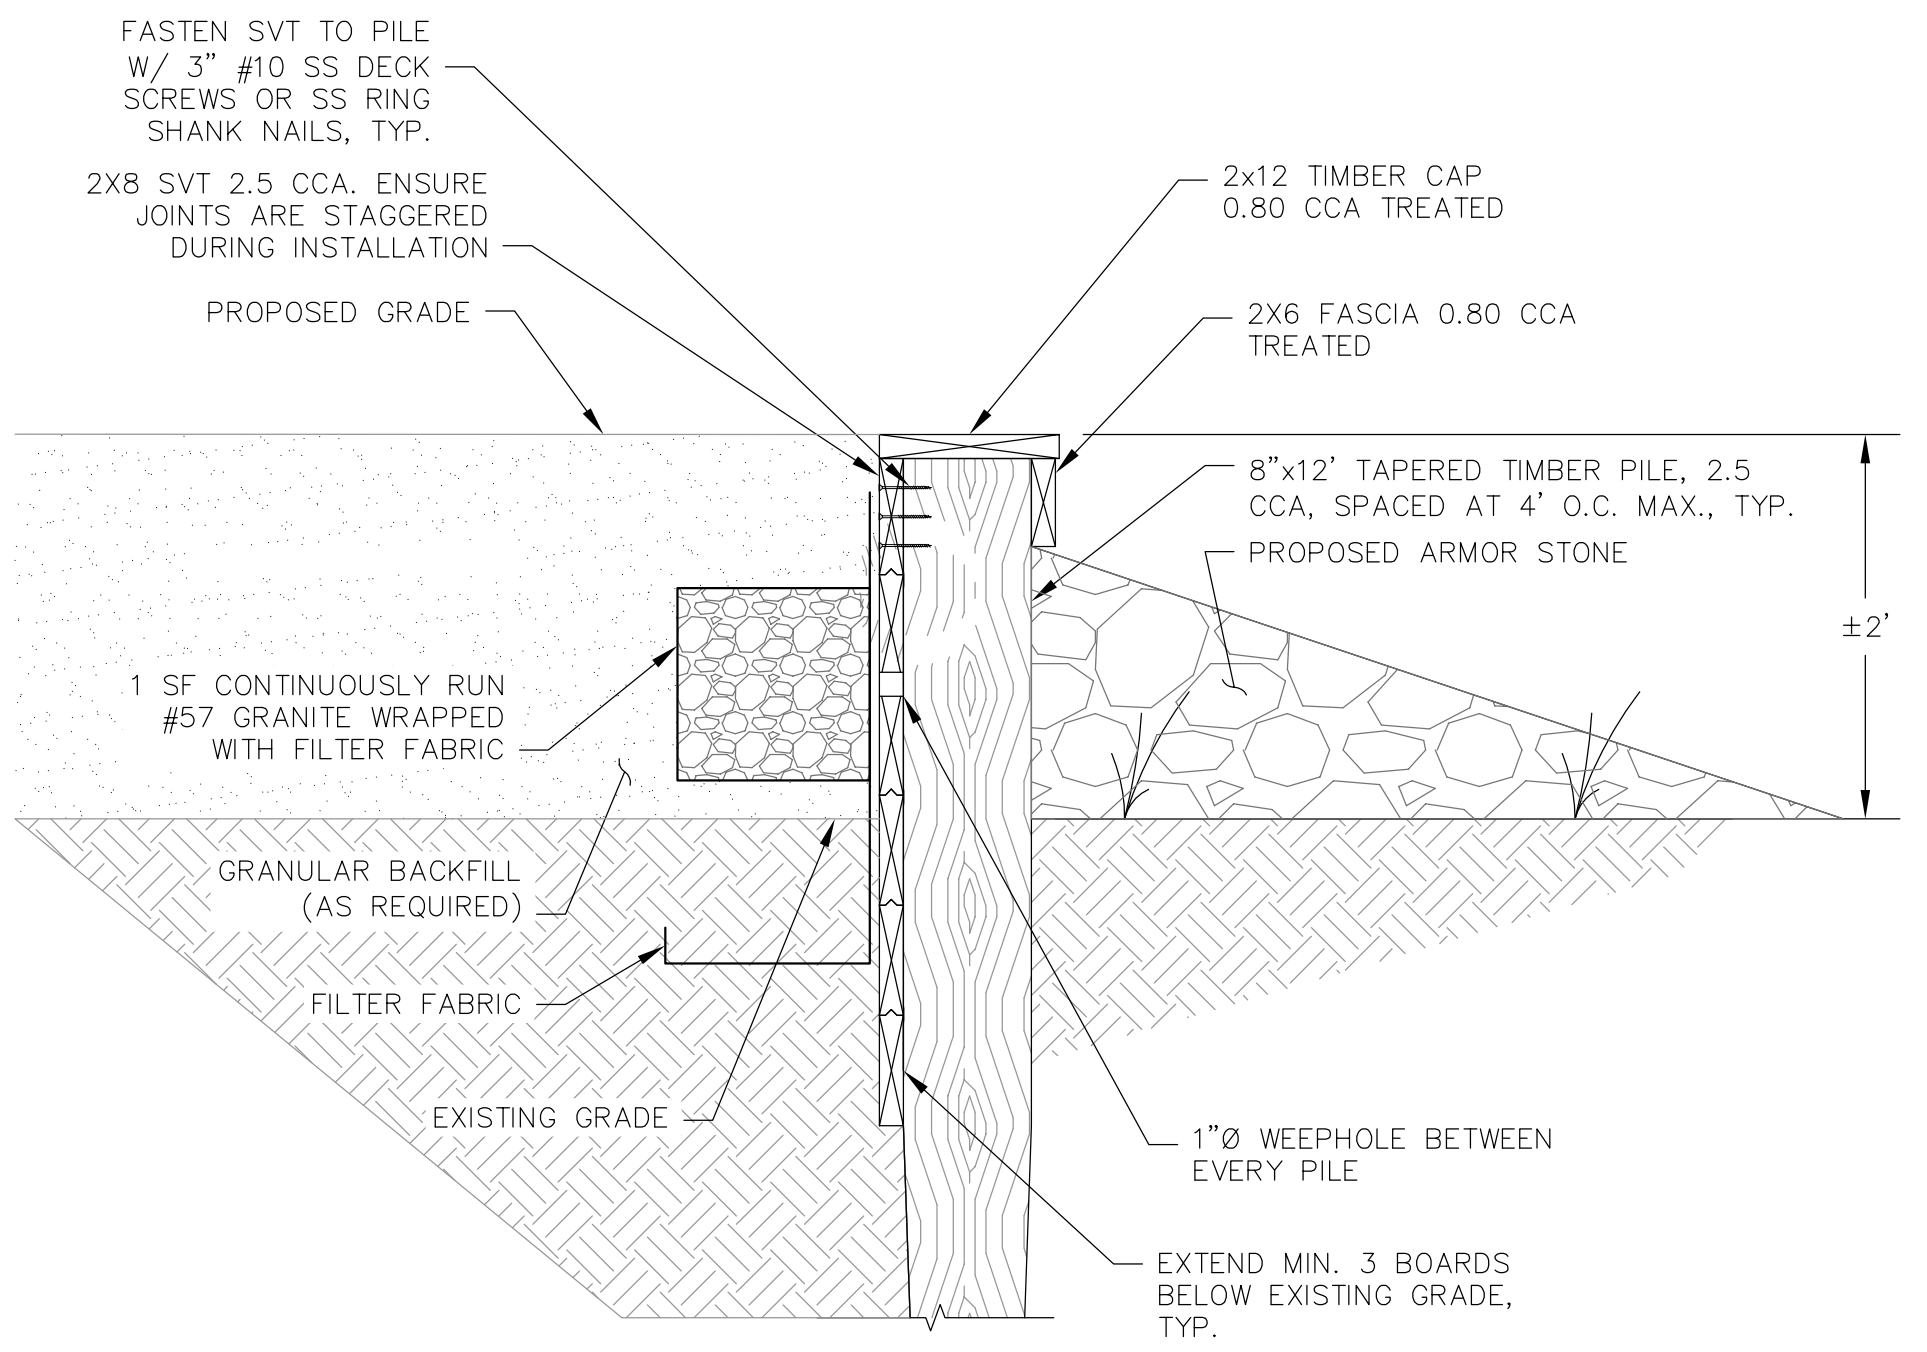 FASTEN SVT TO PILE
W/ 3" #10 SS DECK
SCREWS OR SS RING
SHANK NAILS, TYP.
2X8 SVT 2.5 CCA. ENSURE
JOINTS ARE STAGGERED
DURING INSTALLATION
PROPOSED GRADE
2x12 TIMBER CAP
0.80 CCA TREATED
2X6 FASCIA 0.80 CCA
TREATED
8"x12' TAPERED TIMBER PILE, 2.5
CCA, SPACED AT 4' O.C. MAX., TYP.
PROPOSED ARMOR STONE
±2'
1 SF CONTINUOUSLY RUN
#57 GRANITE WRAPPED
WITH FILTER FABRIC
GRANULAR BACKFILL
(AS REQUIRED)
FILTER FABRIC
EXISTING GRADE
1"Ø WEEPHOLE BETWEEN
EVERY PILE
EXTEND MIN. 3 BOARDS
BELOW EXISTING GRADE,
TYP.